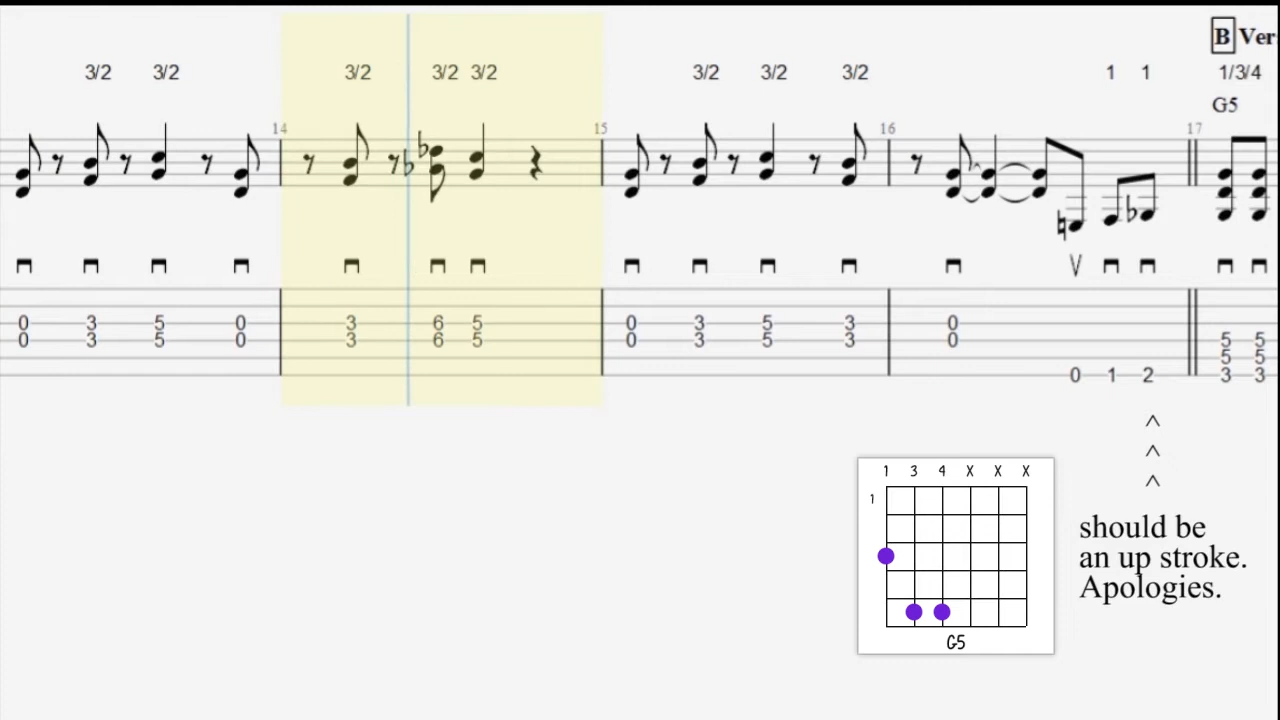 B Ver
3/2 3/2 3/2 3/2 3/2 3/2 3/2 3/2 1 1 1/3/4
G5
14 15 16 17
0 3 5 0 3 6 5 0 3 5 3 0
0 3 5 0 3 6 5 0 3 5 3 0 5 5
5 5
0 1 2 3 3
^
^
^
1 3 4 X X X
1
should be
an up stroke.
Apologies.
G5